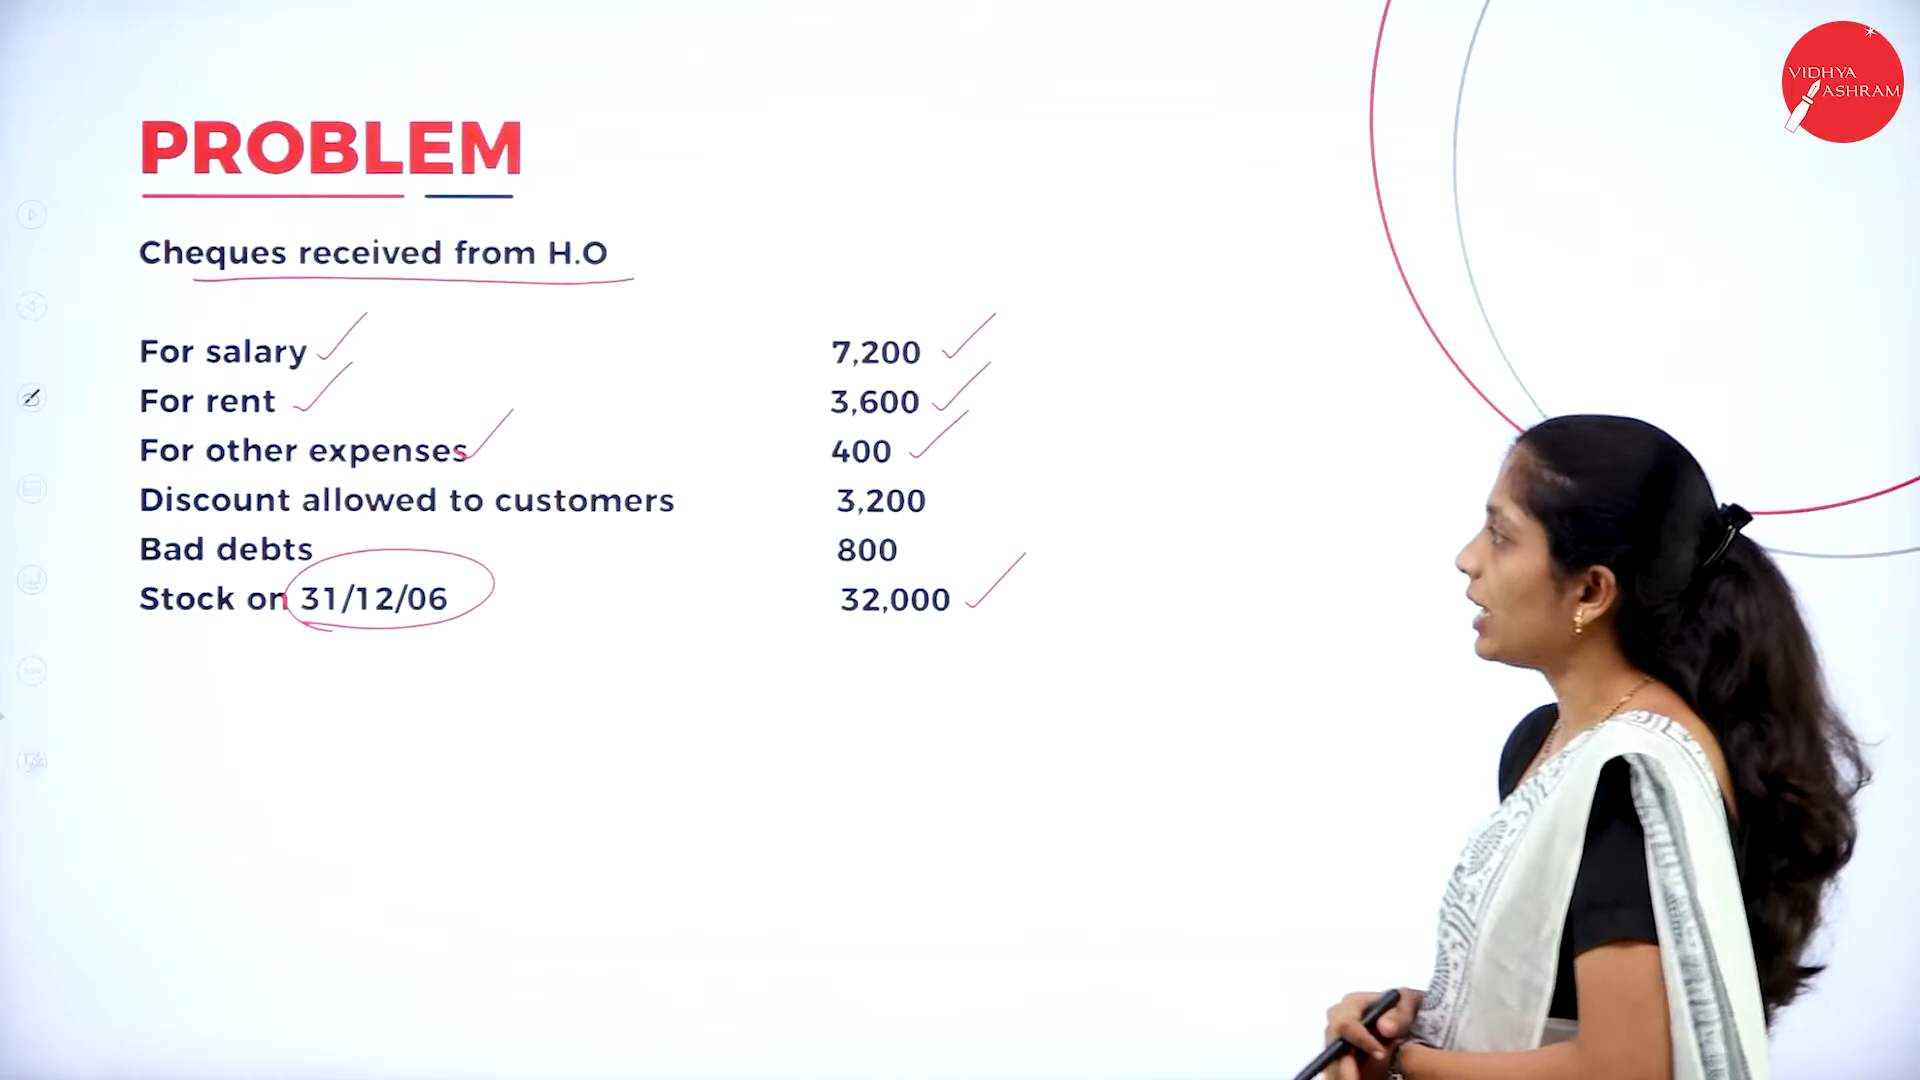 VIDHYA
ASHRAM
PROBLEM
Cheques received from H.O
For salary 7,200
For rent 3,600
For other expenses 400
Discount allowed to customers 3,200
Bad debts 800
Stock on 31/12/06 32,000